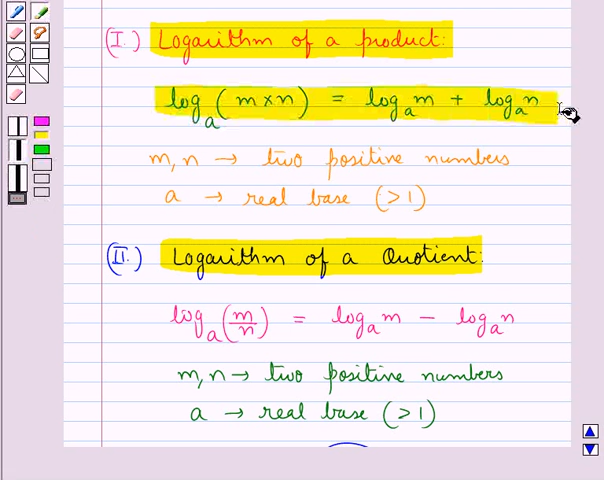 (I.) Logarithm of a product:
log_a (m×n) = log_a m + log_a n
m, n → two positive numbers
a → real base (>1)
(II.) Logarithm of a Quotient:
log_a (m/n) = log_a m − log_a n
m, n → two positive numbers
a → real base (>1)